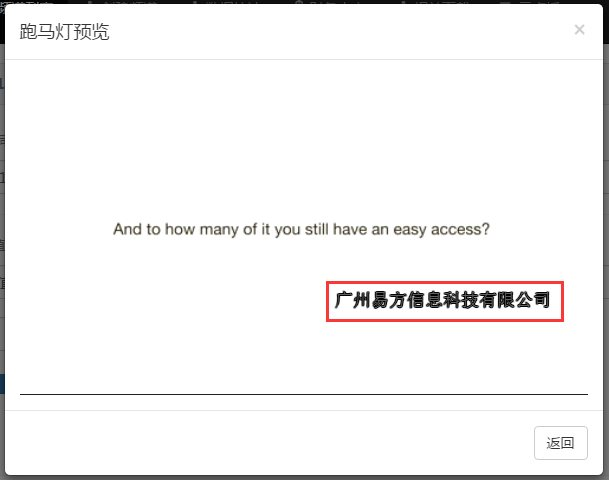 跑马灯预览
×
And to how many of it you still have an easy access?
广州易方信息科技有限公司
返回